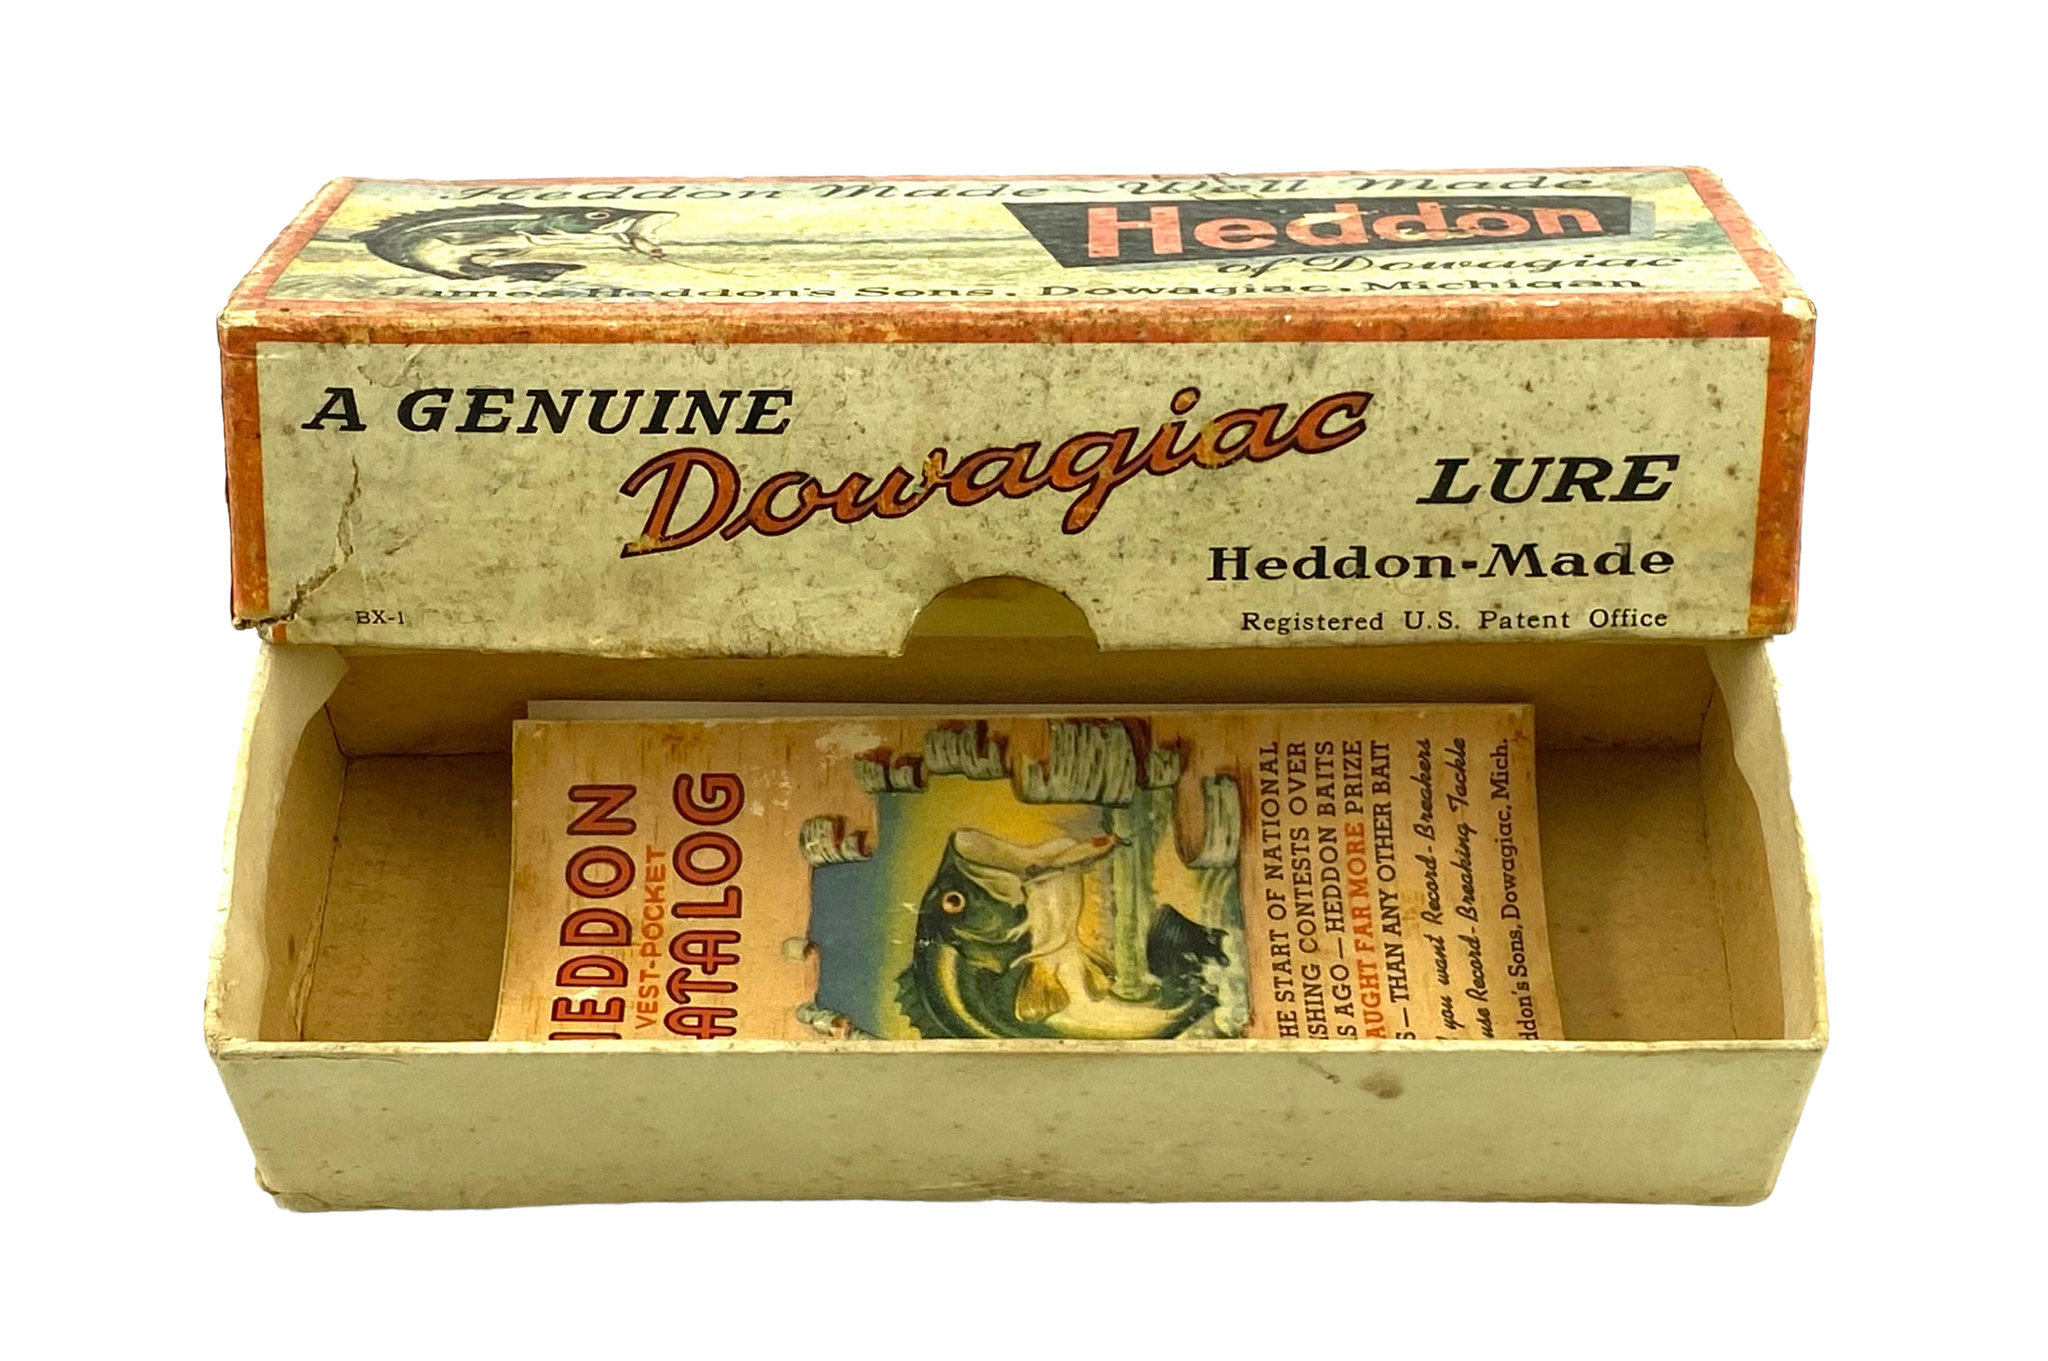 Heddon Made ~ Well Made
Heddon
of Dowagiac
James Heddon's Sons, Dowagiac, Michigan
A GENUINE
Dowagiac
LURE
Heddon-Made
BX-1
Registered U.S. Patent Office
EDDON
VEST-POCKET
ATALOG
HE START OF NATIONAL
ISHING CONTESTS OVER
S AGO — HEDDON BAITS
AUGHT FAR MORE PRIZE
S — THAN ANY OTHER BAIT
you want Record-Breakers
use Record-Breaking Tackle
ddon's Sons, Dowagiac, Mich.